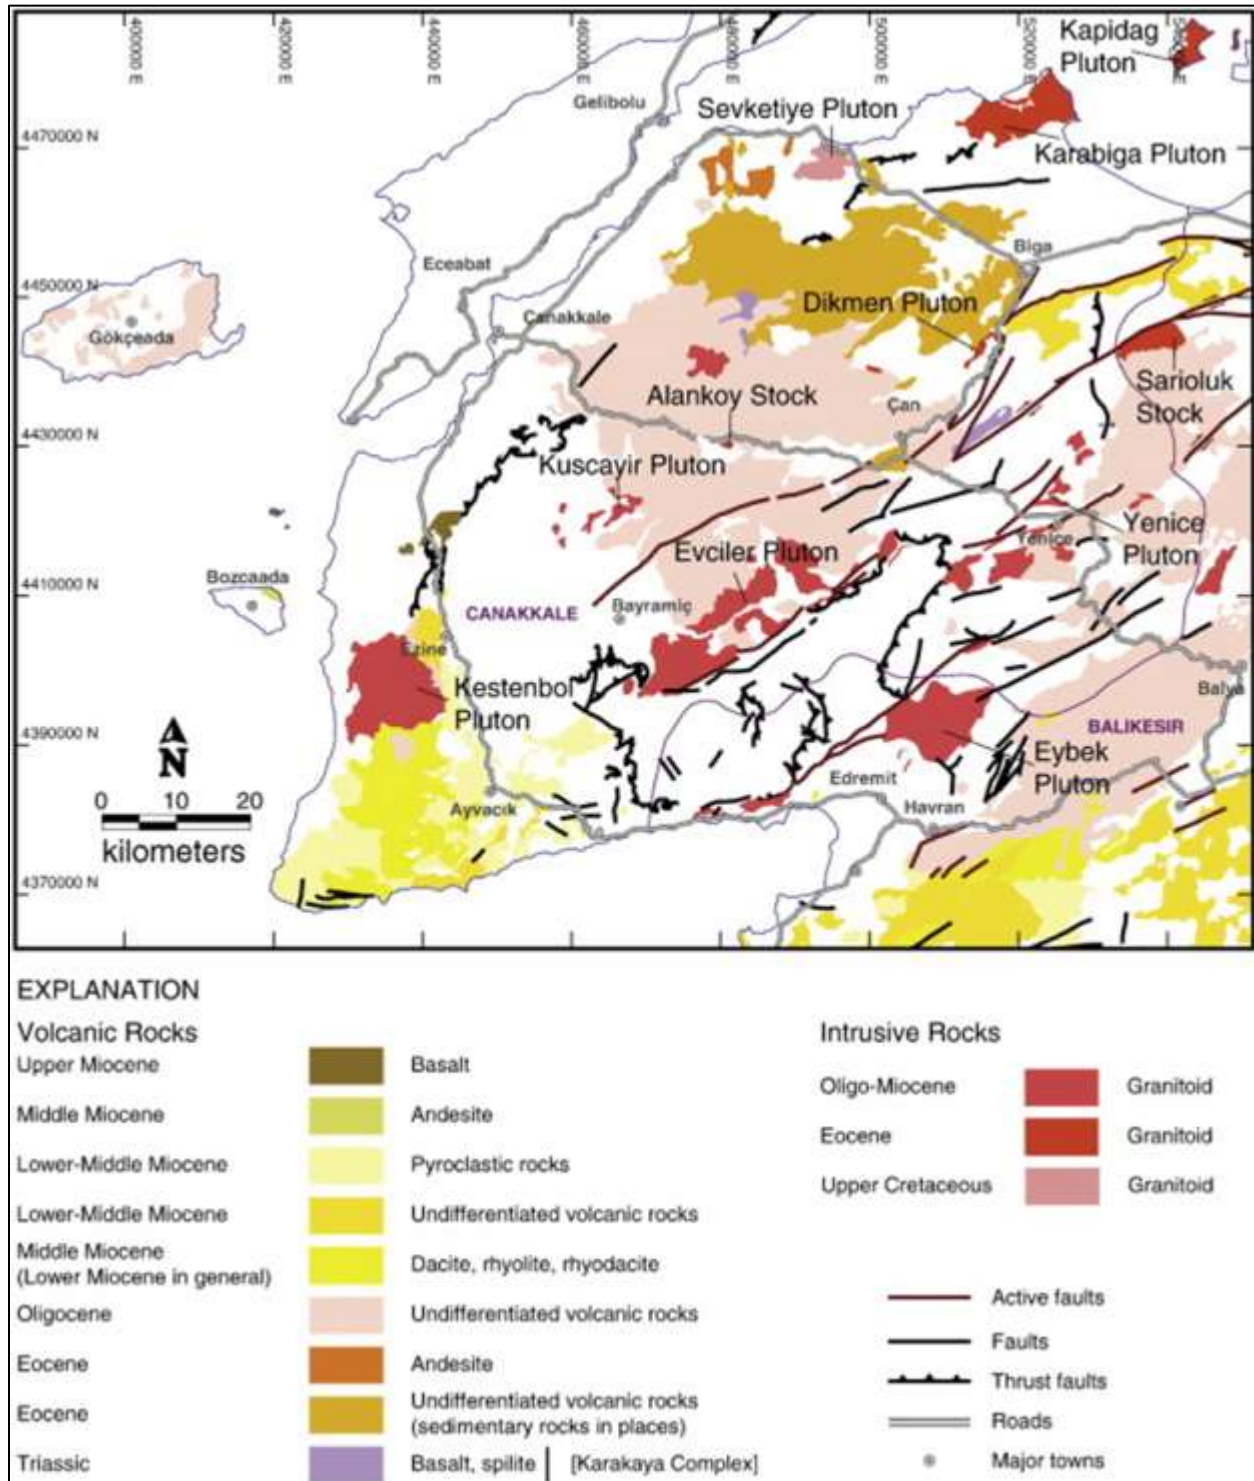 400000 E
420000 E
440000 E
460000 E
480000 E
500000 E
520000 E
Kapidag
Pluton
Gelibolu
Sevketiye Pluton
4470000 N
Karabiga Pluton
Eceabat
Biga
4450000 N
Dikmen Pluton
Gökçeada
Çanakkale
Alankoy Stock
Sarioluk
Stock
Çan
4430000 N
Kuscayir Pluton
Yenice
Pluton
Yenice
Evciler Pluton
Bozcaada
4410000 N
CANAKKALE
Bayramiç
Ezine
Kestenbol
Pluton
Balya
BALIKESIR
4390000 N
Eybek
Pluton
N
0 10 20
kilometers
Ayvacık
Edremit
Havran
4370000 N
EXPLANATION
Volcanic Rocks
Upper Miocene Basalt
Middle Miocene Andesite
Lower-Middle Miocene Pyroclastic rocks
Lower-Middle Miocene Undifferentiated volcanic rocks
Middle Miocene
(Lower Miocene in general) Dacite, rhyolite, rhyodacite
Oligocene Undifferentiated volcanic rocks
Eocene Andesite
Eocene Undifferentiated volcanic rocks
(sedimentary rocks in places)
Triassic Basalt, spilite [Karakaya Complex]
Intrusive Rocks
Oligo-Miocene Granitoid
Eocene Granitoid
Upper Cretaceous Granitoid
Active faults
Faults
Thrust faults
Roads
Major towns